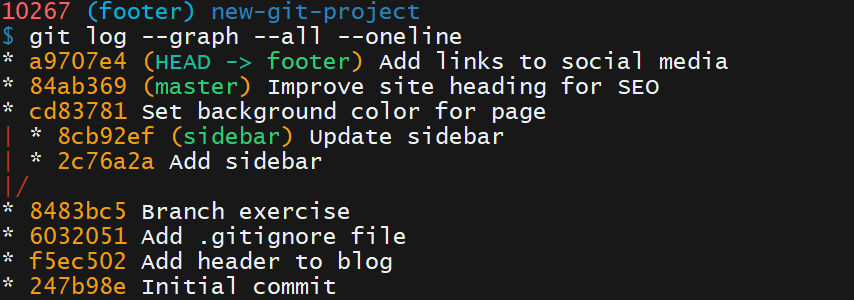 10267 (footer) new-git-project
$ git log --graph --all --oneline
* a9707e4 (HEAD -> footer) Add links to social media
* 84ab369 (master) Improve site heading for SEO
* cd83781 Set background color for page
| * 8cb92ef (sidebar) Update sidebar
| * 2c76a2a Add sidebar
|/
* 8483bc5 Branch exercise
* 6032051 Add .gitignore file
* f5ec502 Add header to blog
* 247b98e Initial commit